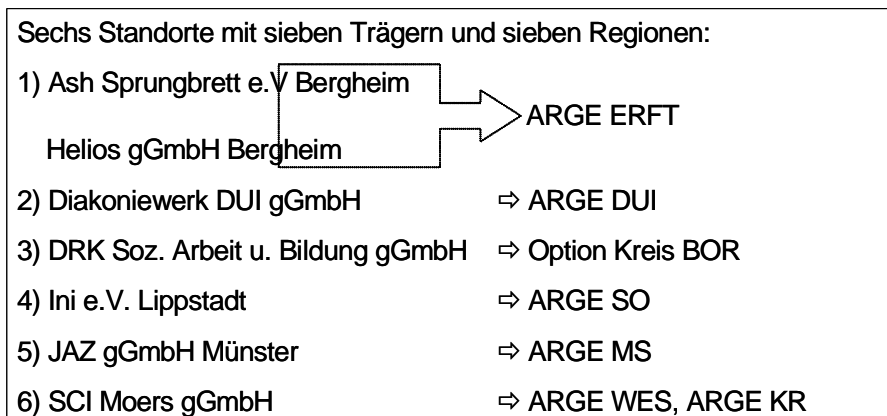 Sechs Standorte mit sieben Trägern und sieben Regionen:
1) Ash Sprungbrett e.V Bergheim
ARGE ERFT
Helios gGmbH Bergheim
2) Diakoniewerk DUI gGmbH ⇨ ARGE DUI
3) DRK Soz. Arbeit u. Bildung gGmbH ⇨ Option Kreis BOR
4) Ini e.V. Lippstadt ⇨ ARGE SO
5) JAZ gGmbH Münster ⇨ ARGE MS
6) SCI Moers gGmbH ⇨ ARGE WES, ARGE KR